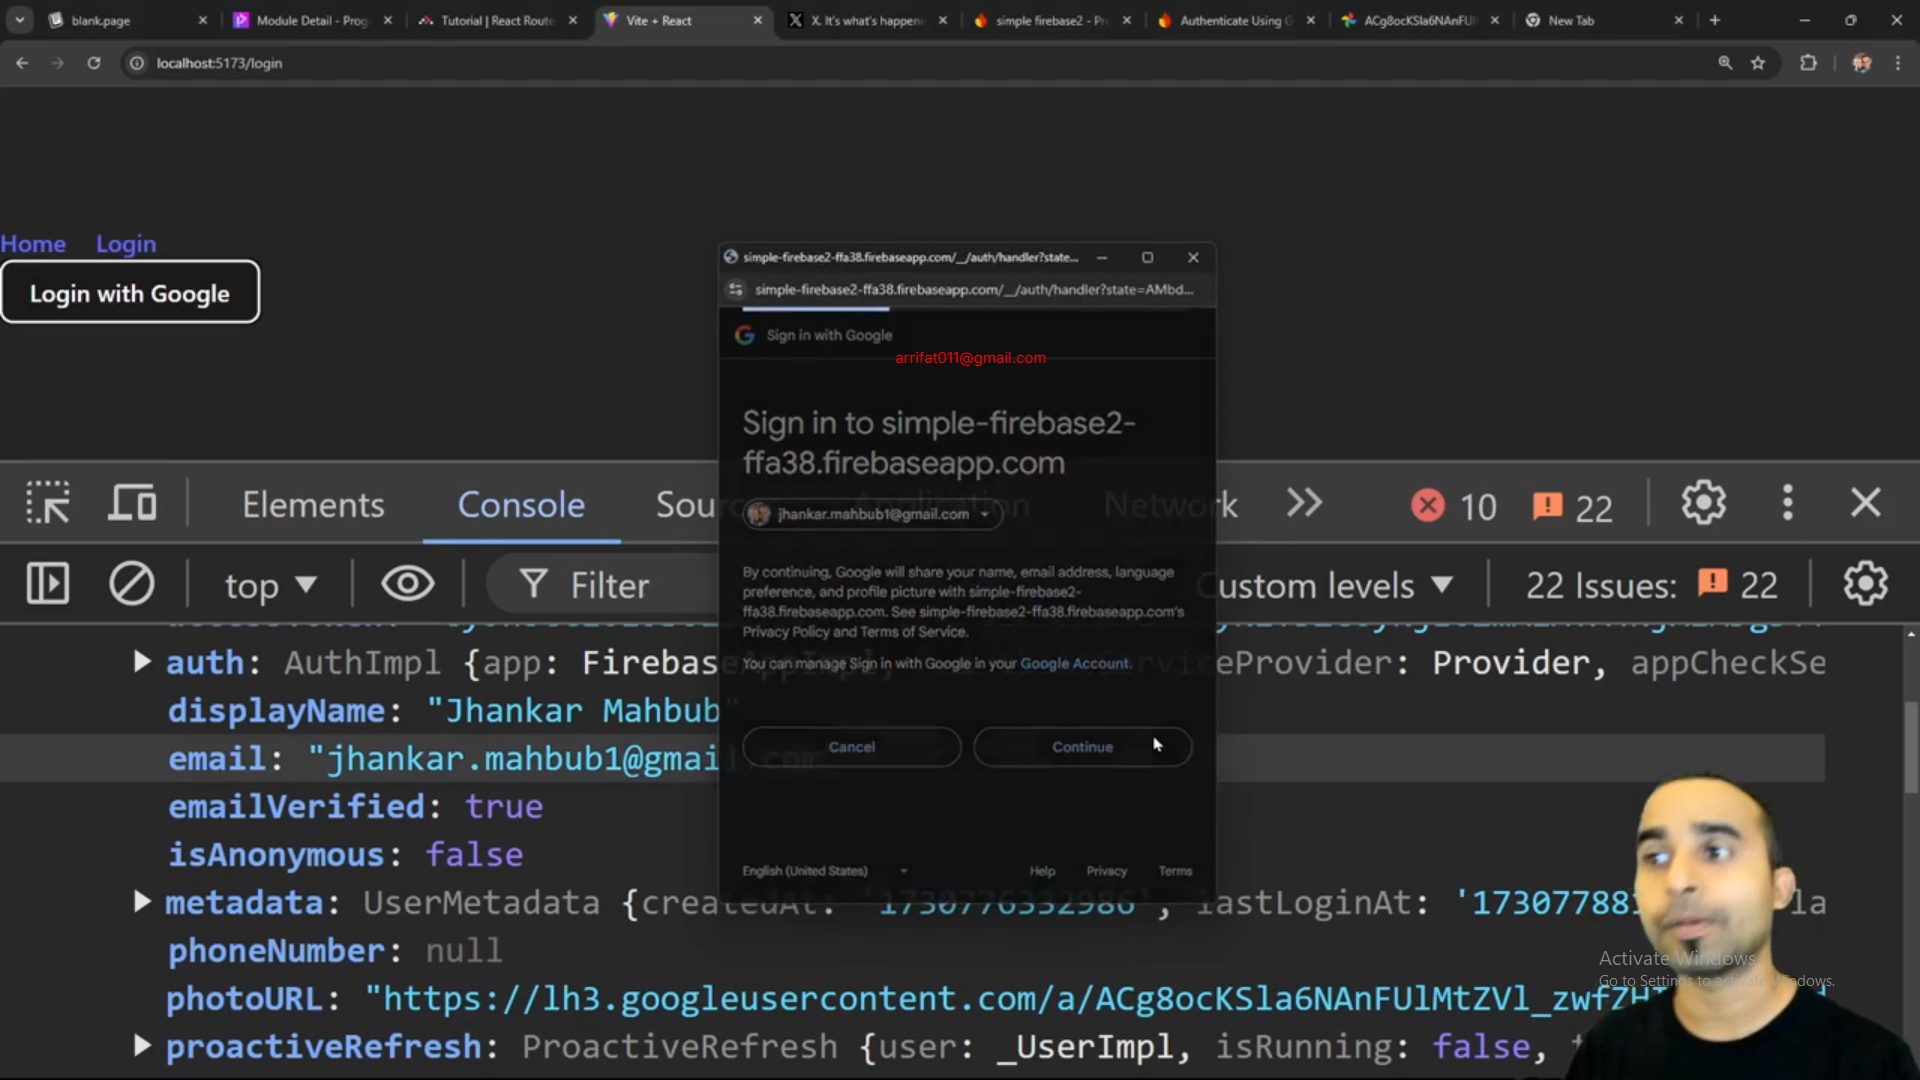 blank.page
Module Detail - Prog
Tutorial | React Route
Vite + React
X. It's what's happeni
simple firebase2 - Pr
Authenticate Using G
ACg8ocKSla6NAnFUl
New Tab
localhost:5173/login
Home Login
Login with Google
simple-firebase2-ffa38.firebaseapp.com/__/auth/handler?state...
simple-firebase2-ffa38.firebaseapp.com/__/auth/handler?state=AMbd...
Sign in with Google
arrifat011@gmail.com
Sign in to simple-firebase2-
ffa38.firebaseapp.com
jhankar.mahbub1@gmail.com
By continuing, Google will share your name, email address, language
preference, and profile picture with simple-firebase2-
ffa38.firebaseapp.com. See simple-firebase2-ffa38.firebaseapp.com's
Privacy Policy and Terms of Service.
You can manage Sign in with Google in your Google Account.
Cancel Continue
English (United States) Help Privacy Terms
Elements Console Sources Application Network 10 22
top Filter Custom levels 22 Issues: 22
auth: AuthImpl {app: FirebaseAppImpl, heartbeatServiceProvider: Provider, appCheckSe
displayName: "Jhankar Mahbub"
email: "jhankar.mahbub1@gmail.com
emailVerified: true
isAnonymous: false
metadata: UserMetadata {createdAt: '1730776332986', lastLoginAt: '173077881 la
phoneNumber: null
photoURL: "https://lh3.googleusercontent.com/a/ACg8ocKSla6NAnFUlMtZVl_zwfZH
proactiveRefresh: ProactiveRefresh {user: _UserImpl, isRunning: false,
Activate Windows
Go to Settings to activate Windows.